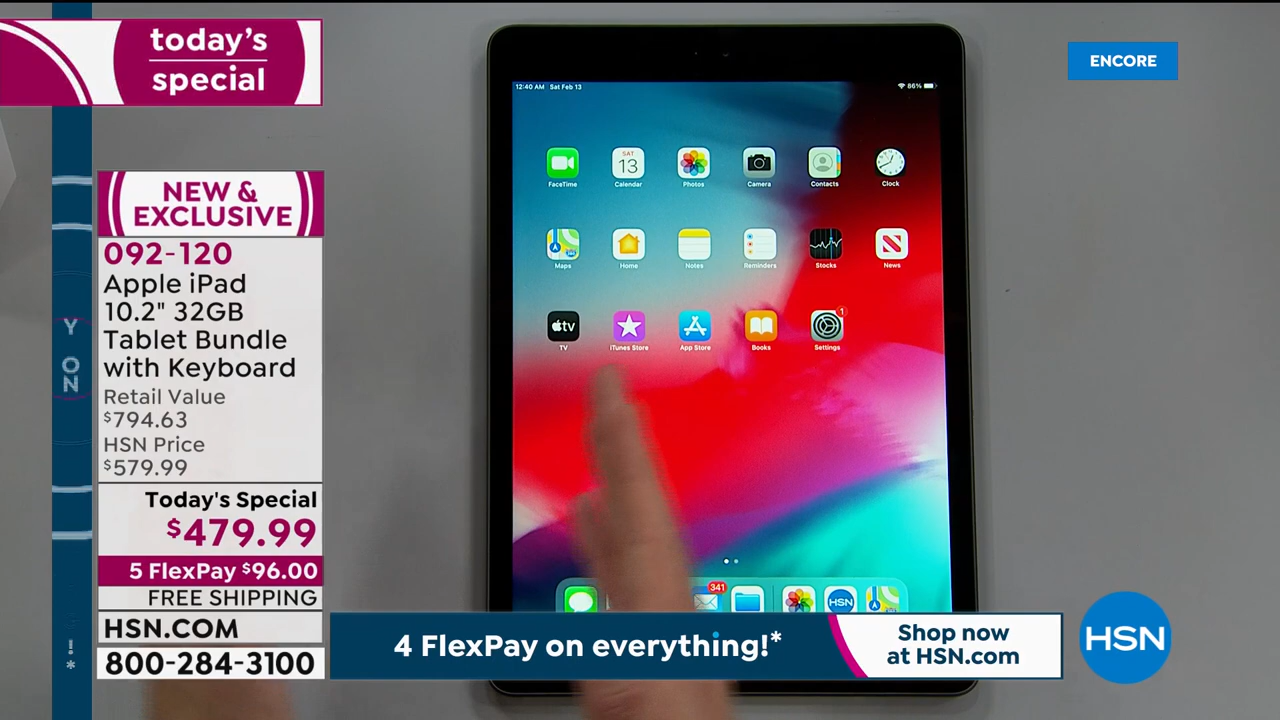 today's
special
ENCORE
NEW &
EXCLUSIVE
092-120
Apple iPad
10.2" 32GB
Tablet Bundle
with Keyboard
Retail Value
$794.63
HSN Price
$579.99
Today's Special
$479.99
5 FlexPay $96.00
FREE SHIPPING
HSN.COM
800-284-3100
Y
ON
*
12:40 AM Sat Feb 13
86%
SAT
13
FaceTime
Calendar
Photos
Camera
Contacts
Clock
Maps
Home
Notes
Reminders
Stocks
News
tv
1
TV
iTunes Store
App Store
Books
Settings
341
HSN
4 FlexPay on everything!*
Shop now
at HSN.com
HSN